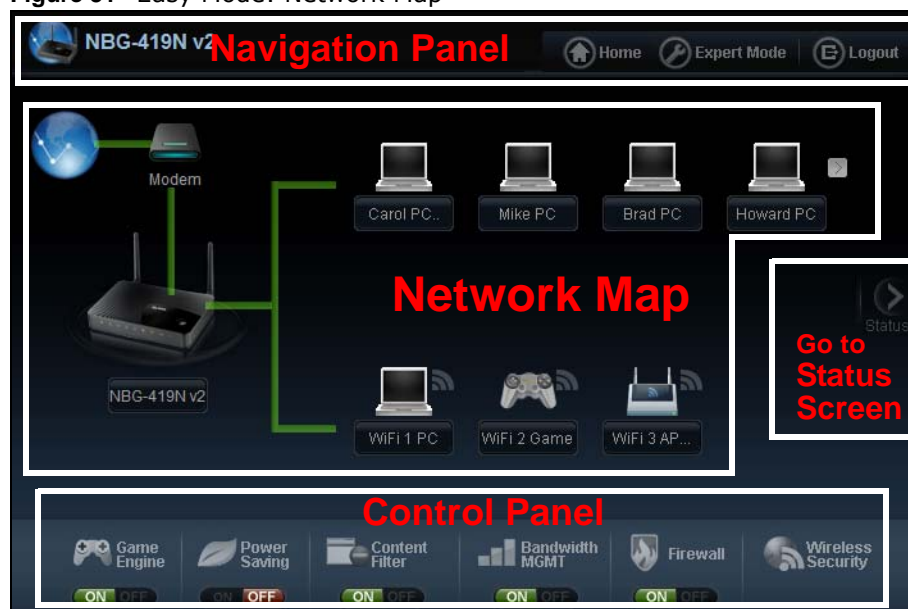 Figure 51 Easy Mode: Network Map
NBG-419N v2
Navigation Panel
Home
Expert Mode
Logout
Modem
Carol PC..
Mike PC
Brad PC
Howard PC
Network Map
NBG-419N v2
Status
Go to
Status
Screen
WiFi 1 PC
WiFi 2 Game
WiFi 3 AP...
Control Panel
Game
Engine
Power
Saving
Content
Filter
Bandwidth
MGMT
Firewall
Wireless
Security
ON OFF
ON OFF
ON OFF
ON OFF
ON OFF